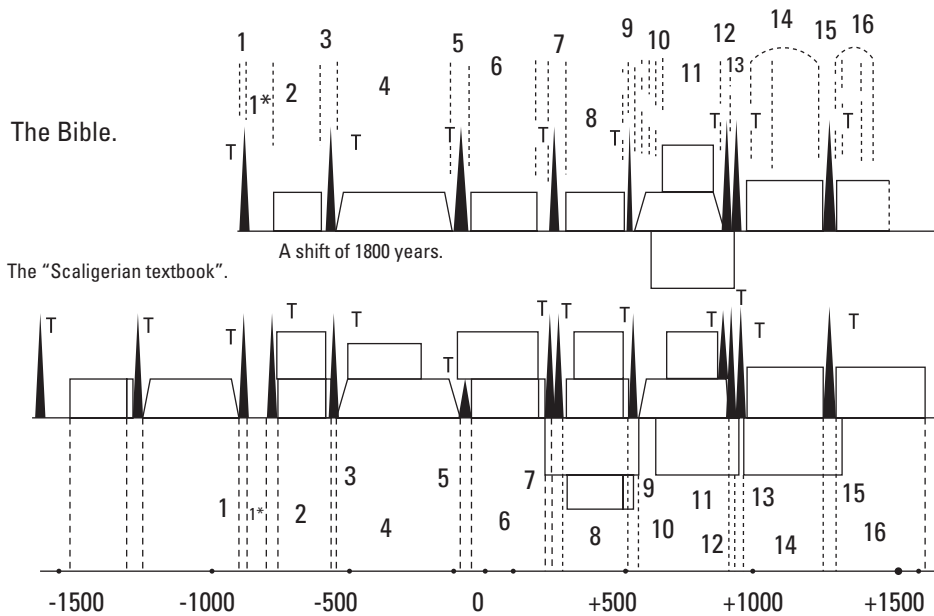 1 3 5 7 9 10 12 14 15 16
1* 2 4 6 8 11 13
The Bible.
T T T T T T T T
A shift of 1800 years.
The "Scaligerian textbook".
T T T T T T T T T T T T T
1 1* 2 3 4 5 6 7 8 9 10 11 12 13 14 15 16
-1500 -1000 -500 0 +500 +1000 +1500